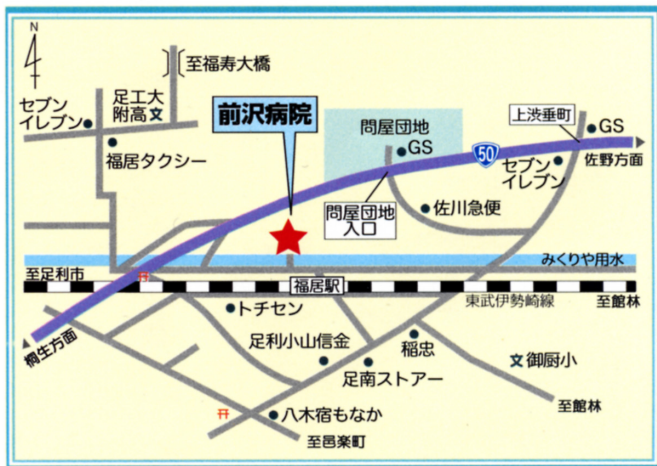 N
至福寿大橋
足工大
附高
セブン
イレブン
福居タクシー
前沢病院
問屋団地
GS
50
上渋垂町
GS
佐野方面
セブン
イレブン
問屋団地
入口
佐川急便
みくりや用水
至足利市
福居駅
東武伊勢崎線
至館林
桐生方面
トチセン
足利小山信金
稲忠
足南ストアー
文御厨小
至館林
八木宿もなか
至邑楽町